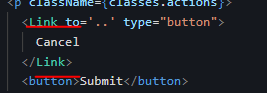 <p className={classes.actions}>
<Link to='..' type="button">
Cancel
</Link>
<button>Submit</button>